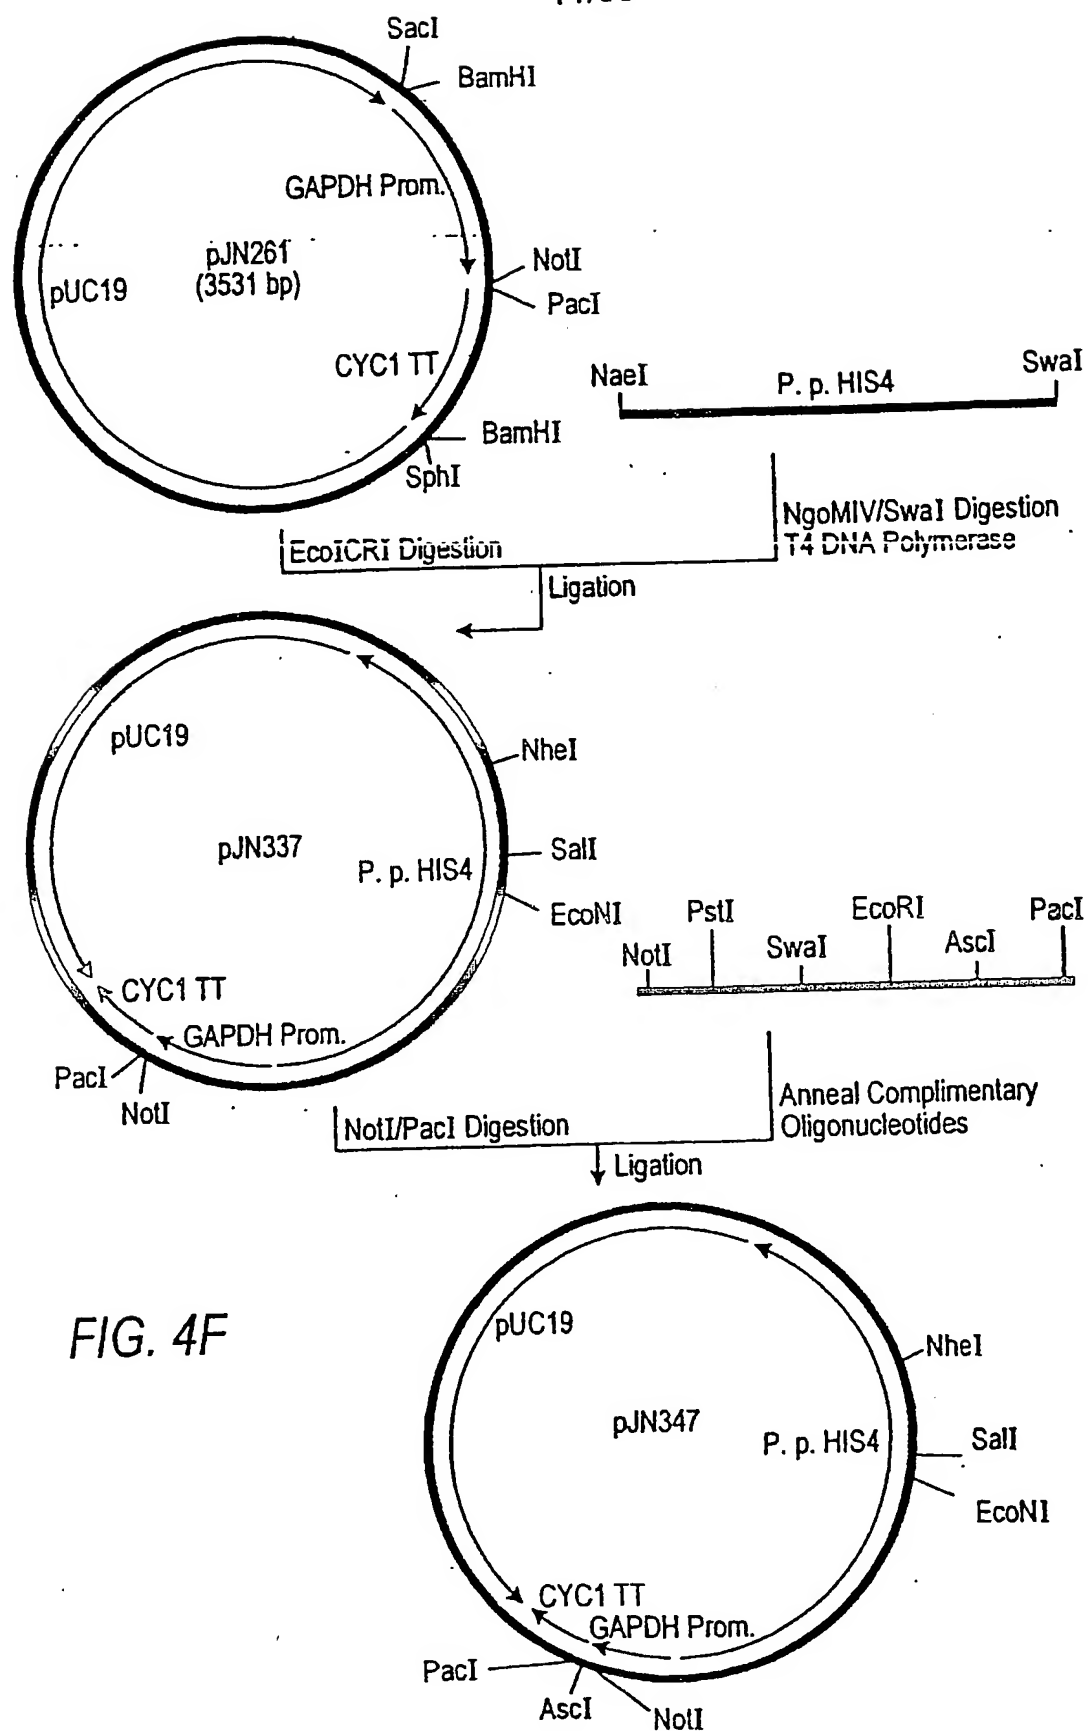 SacI
BamHI
GAPDH Prom.
pJN261
(3531 bp)
pUC19
NotI
PacI
CYC1 TT
BamHI
SphI
NaeI
P. p. HIS4
SwaI
EcoICRI Digestion
NgoMIV/SwaI Digestion
T4 DNA Polymerase
Ligation
pUC19
NheI
pJN337
P. p. HIS4
SalI
EcoNI
CYC1 TT
GAPDH Prom.
PacI
NotI
NotI
PstI
SwaI
EcoRI
AscI
PacI
NotI/PacI Digestion
Anneal Complimentary
Oligonucleotides
Ligation
FIG. 4F
pUC19
NheI
pJN347
P. p. HIS4
SalI
EcoNI
CYC1 TT
GAPDH Prom.
PacI
AscI
NotI